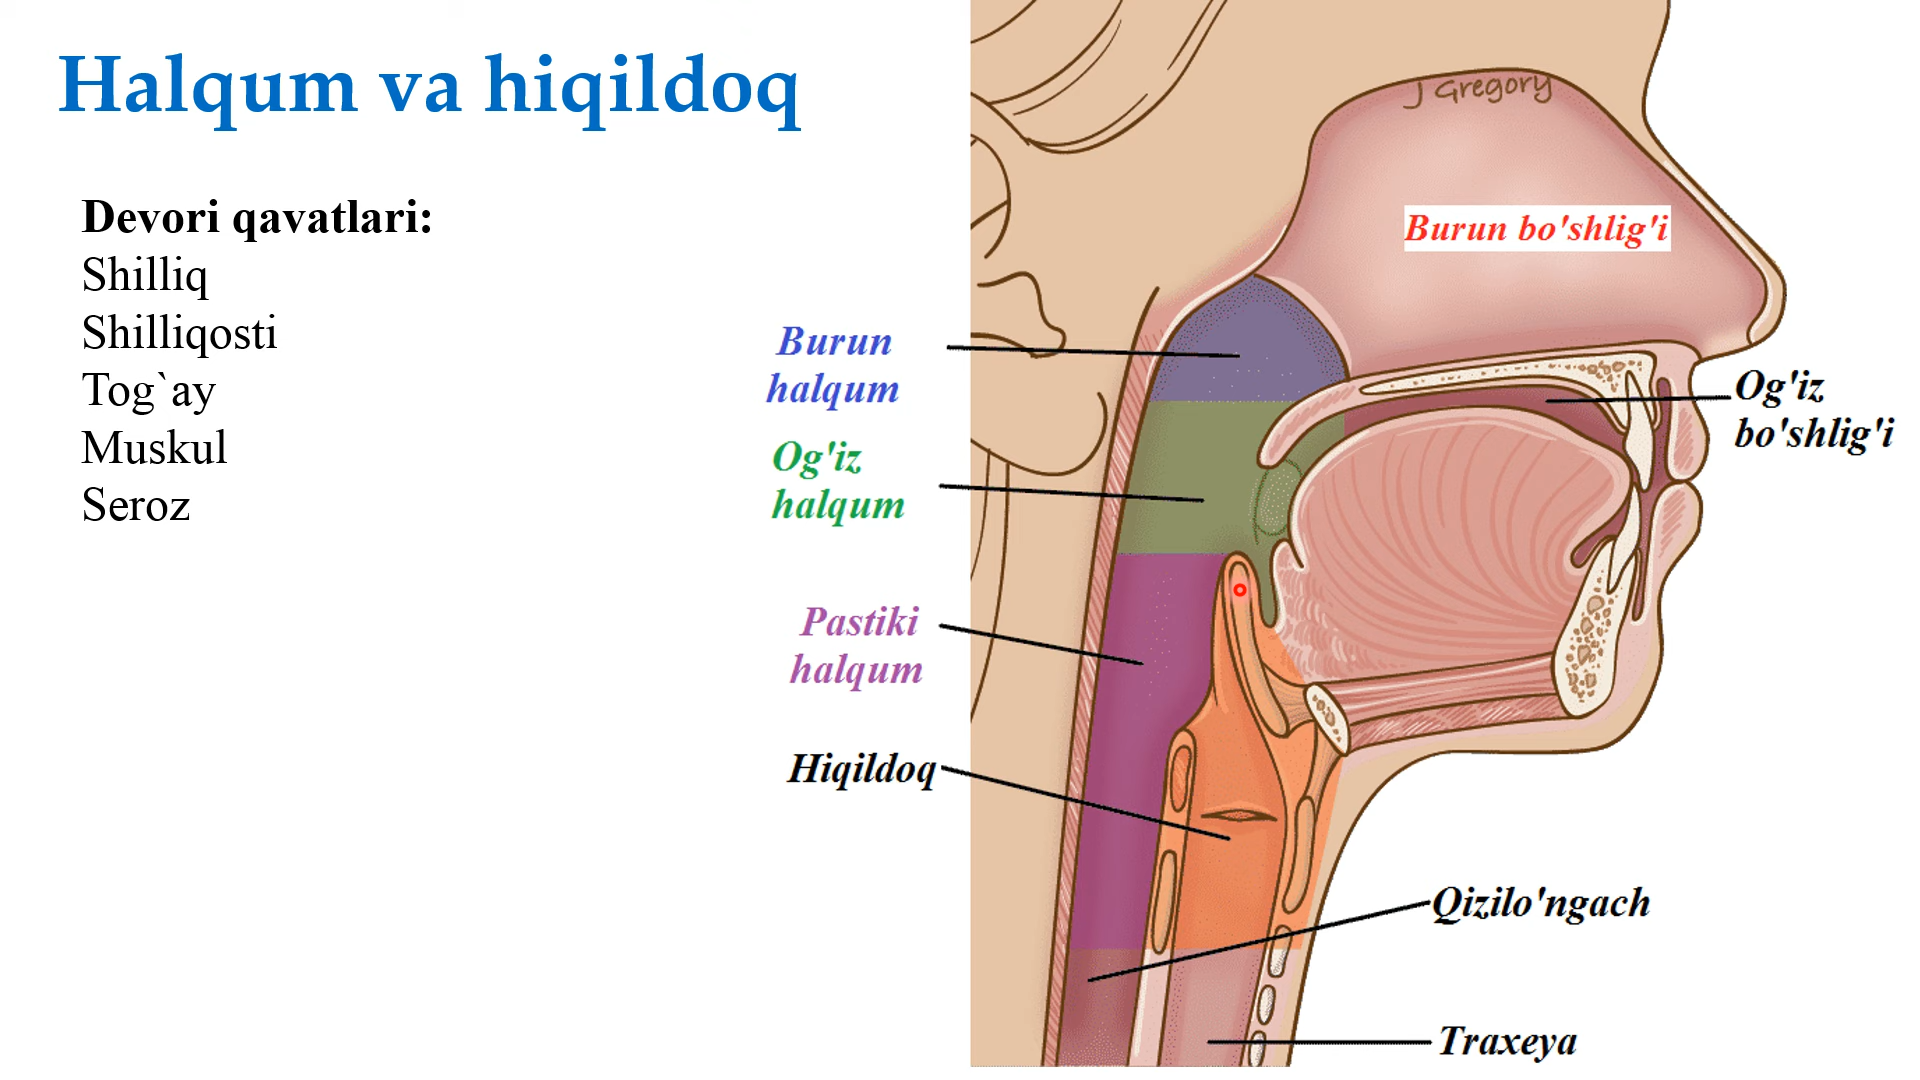 Halqum va hiqildoq
Devori qavatlari:
Shilliq
Shilliqosti
Tog`ay
Muskul
Seroz
J Gregory
Burun bo'shlig'i
Burun
halqum
Og'iz
bo'shlig'i
Og'iz
halqum
Pastiki
halqum
Hiqildoq
Qizilo'ngach
Traxeya